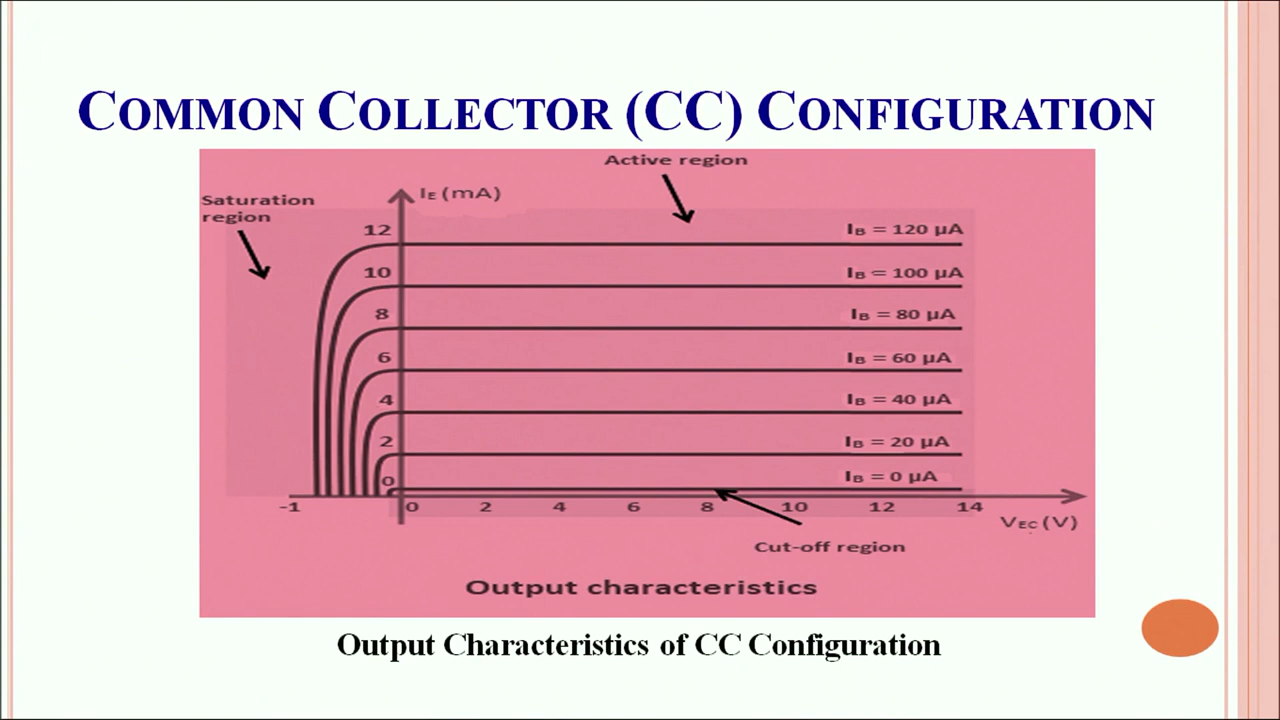 COMMON COLLECTOR (CC) CONFIGURATION
Active region
Saturation
region
IE (mA)
12
IB = 120 μA
10
IB = 100 μA
8
IB = 80 μA
6
IB = 60 μA
4
IB = 40 μA
2
IB = 20 μA
0
IB = 0 μA
-1 0 2 4 6 8 10 12 14
VEC (V)
Cut-off region
Output characteristics
Output Characteristics of CC Configuration